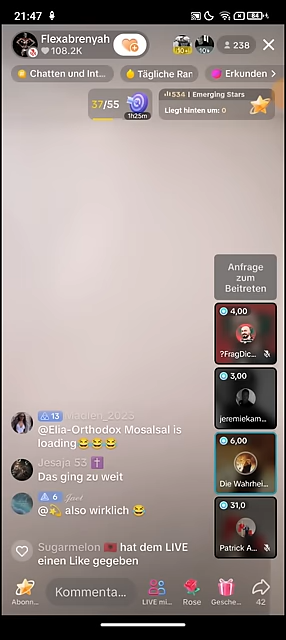 21:47
84
Flexabrenyah
108.2K
10+
238
Chatten und Int...
Tägliche Ran
Erkunden >
37/55
1h25m
534 | Emerging Stars
Liegt hinten um: 0
Anfrage
zum
Beitreten
4,00
?FragDic...
3,00
jeremiekam...
6,00
Die Wahrhei...
31,0
Patrick A...
13 Madlen_2023
@Elia-Orthodox Mosalsal is
loading😂😂😂
Jesaja 53 ✝️
Das ging zu weit
6
@💫 also wirklich 😂
Sugarmelon 🇦🇱 hat dem LIVE
einen Like gegeben
Abonn...
Kommenta...
LIVE mi...
Rose
Gesche...
42